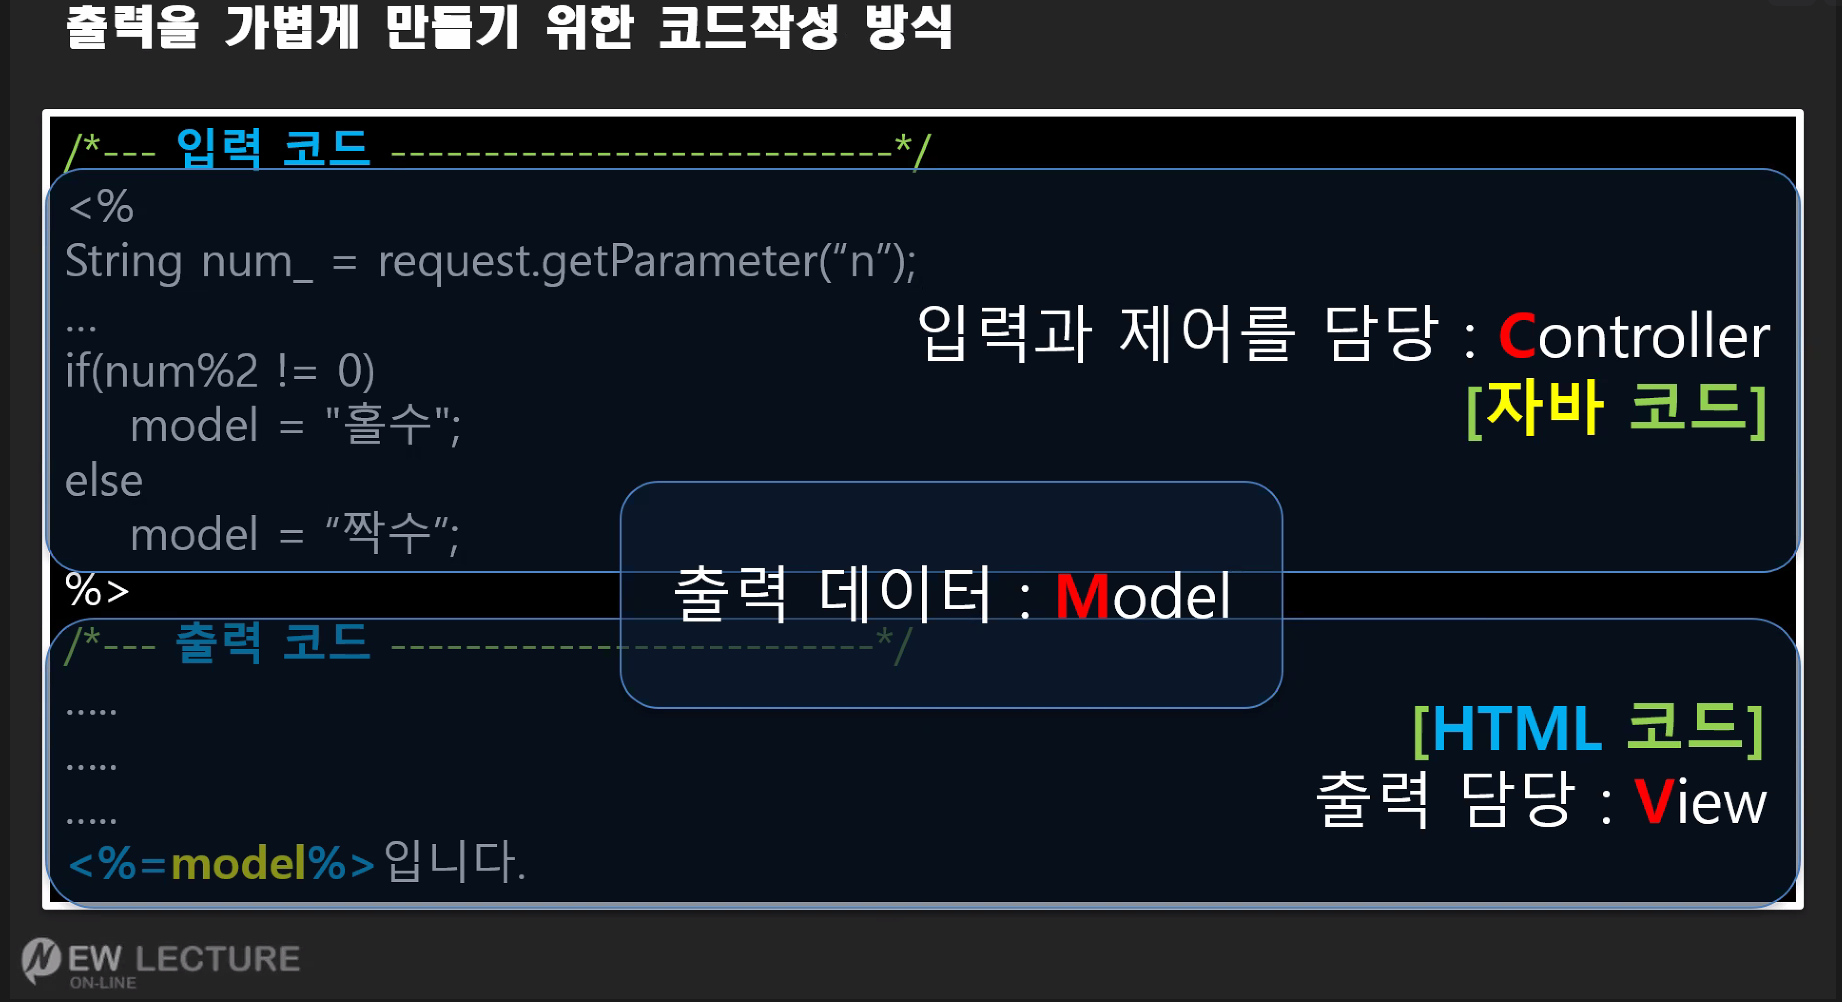 출력을 가볍게 만들기 위한 코드작성 방식
/*--- 입력 코드 ---------------------------*/
<%
String num_ = request.getParameter(“n”);
...
if(num%2 != 0)
model = "홀수";
else
model = “짝수”;
%>
입력과 제어를 담당 : Controller
[자바 코드]
출력 데이터 : Model
/*--- 출력 코드 --------------------------*/
.....
.....
.....
<%=model%>입니다.
[HTML 코드]
출력 담당 : View
NEW LECTURE
ON-LINE